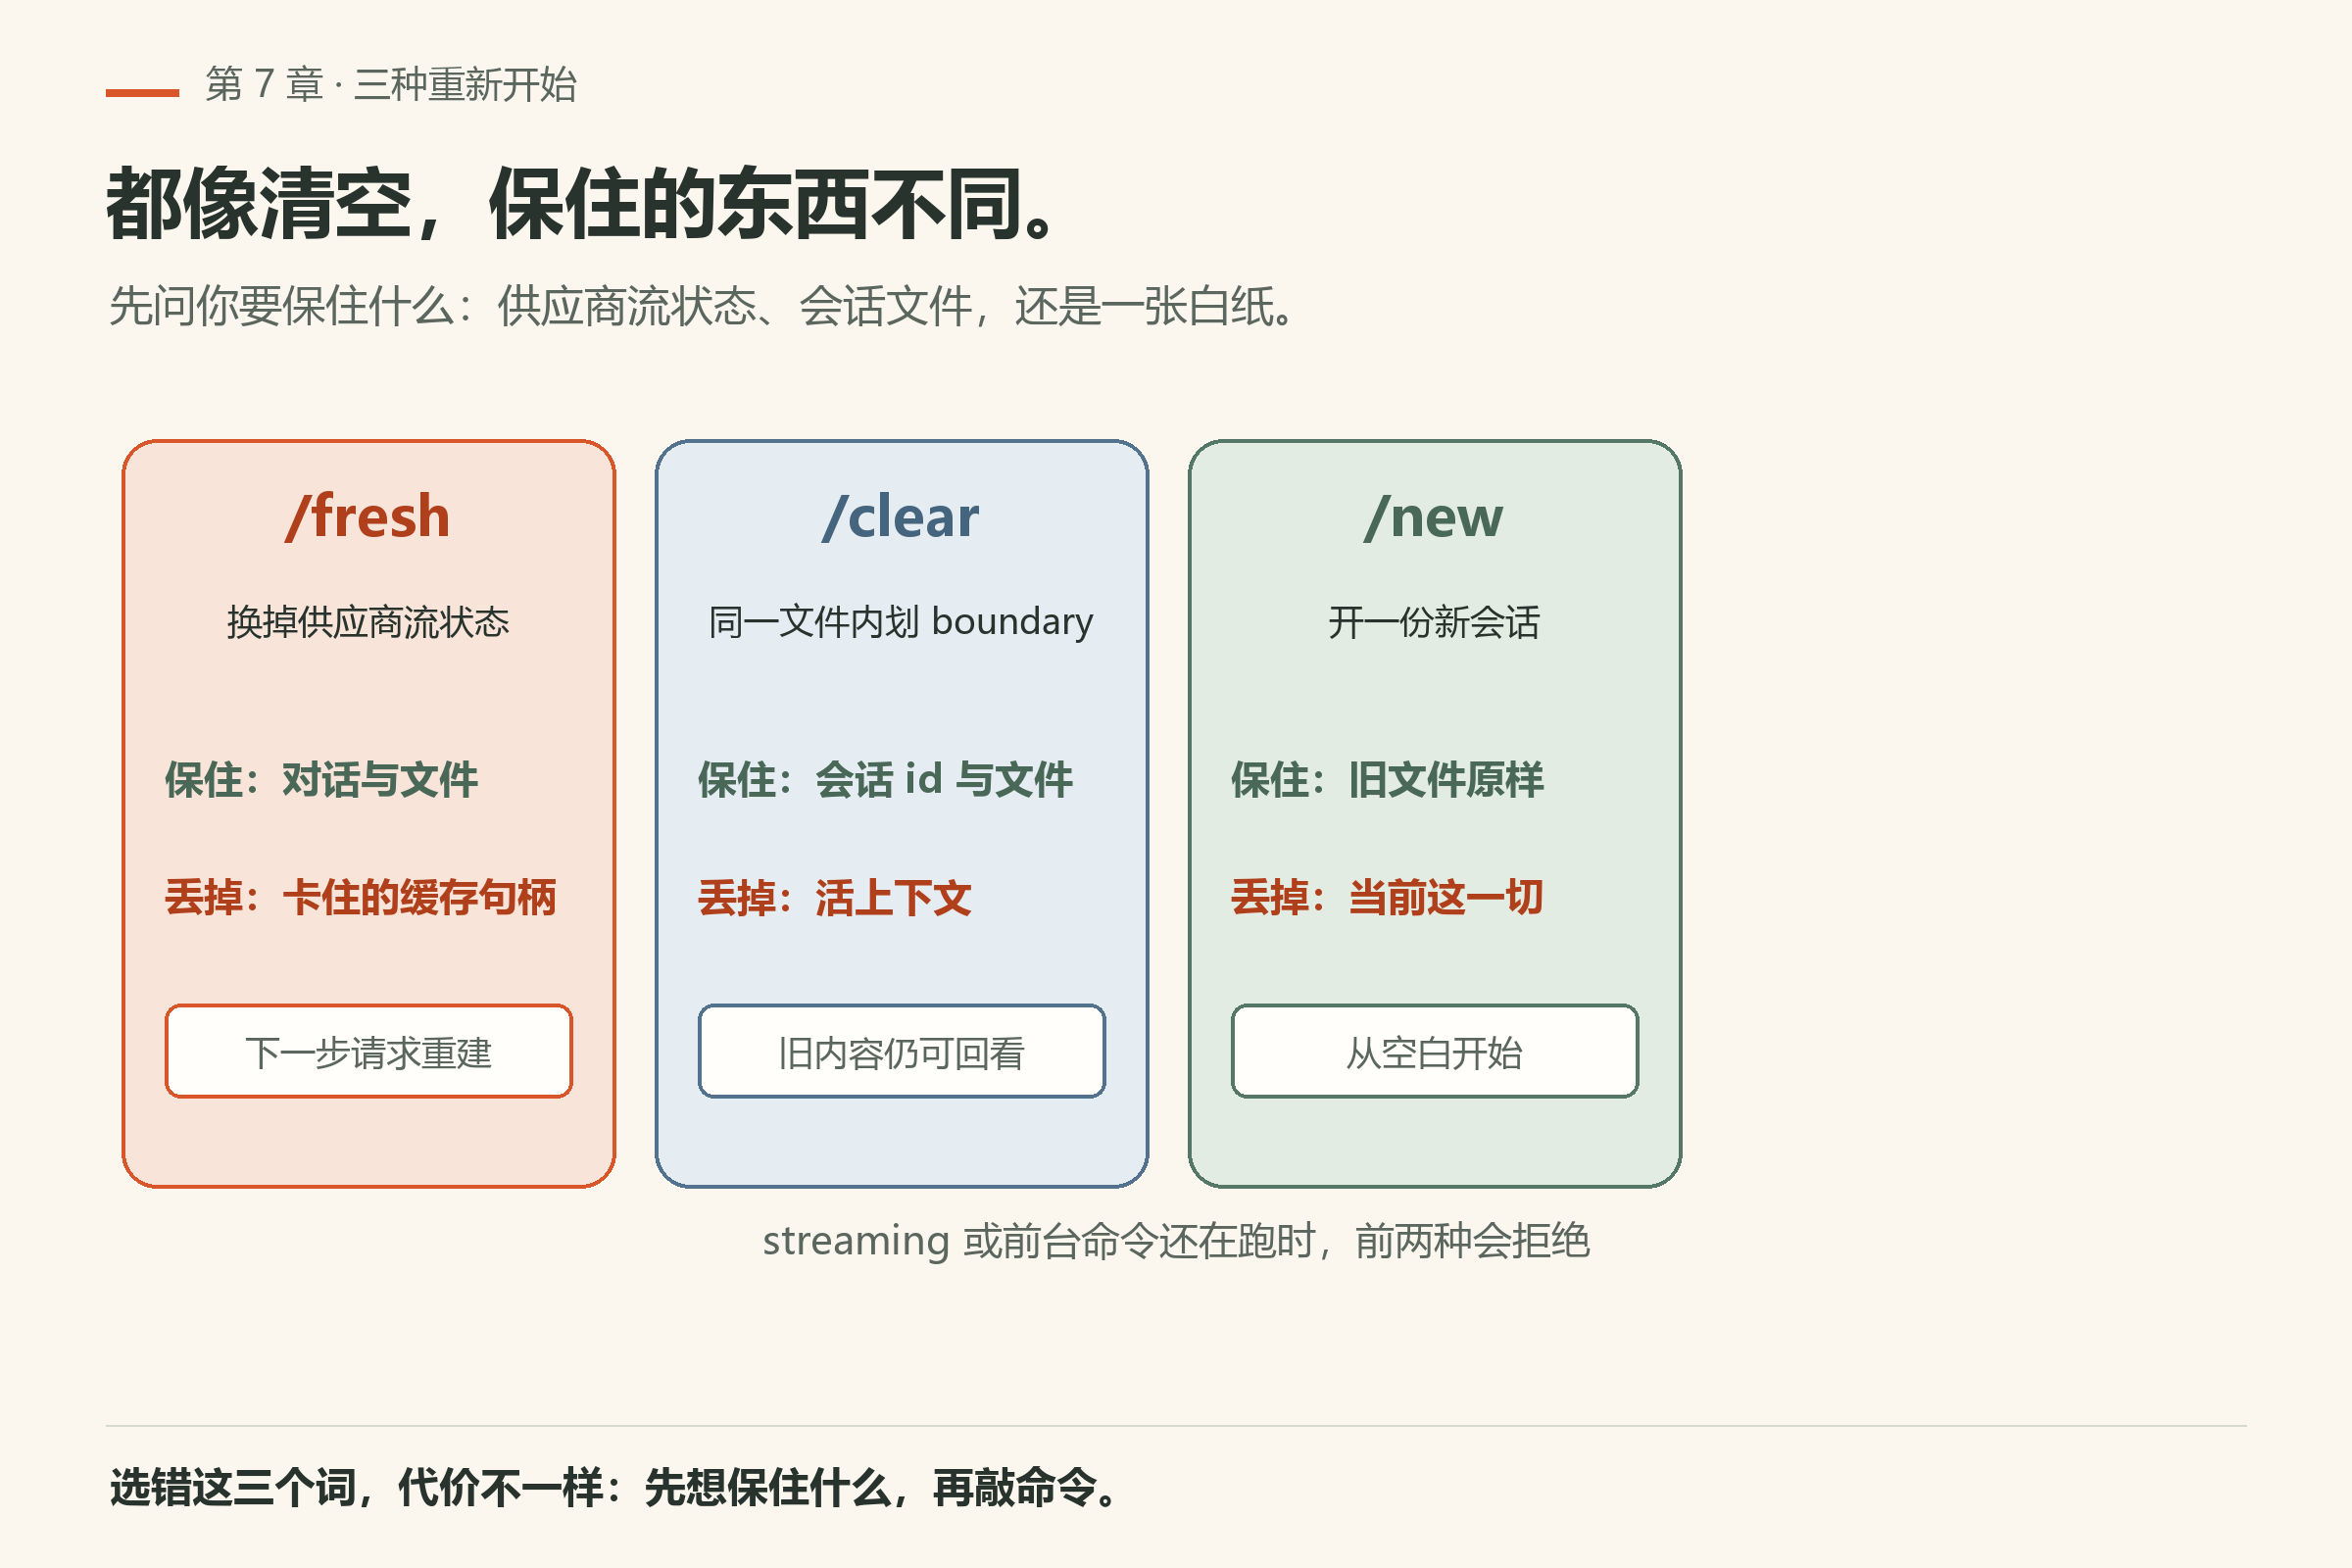 第 7 章 · 三种重新开始
都像清空，保住的东西不同。
先问你要保住什么：供应商流状态、会话文件，还是一张白纸。
/fresh
换掉供应商流状态
保住：对话与文件
丢掉：卡住的缓存句柄
下一步请求重建
/clear
同一文件内划 boundary
保住：会话 id 与文件
丢掉：活上下文
旧内容仍可回看
/new
开一份新会话
保住：旧文件原样
丢掉：当前这一切
从空白开始
streaming 或前台命令还在跑时，前两种会拒绝
选错这三个词，代价不一样：先想保住什么，再敲命令。